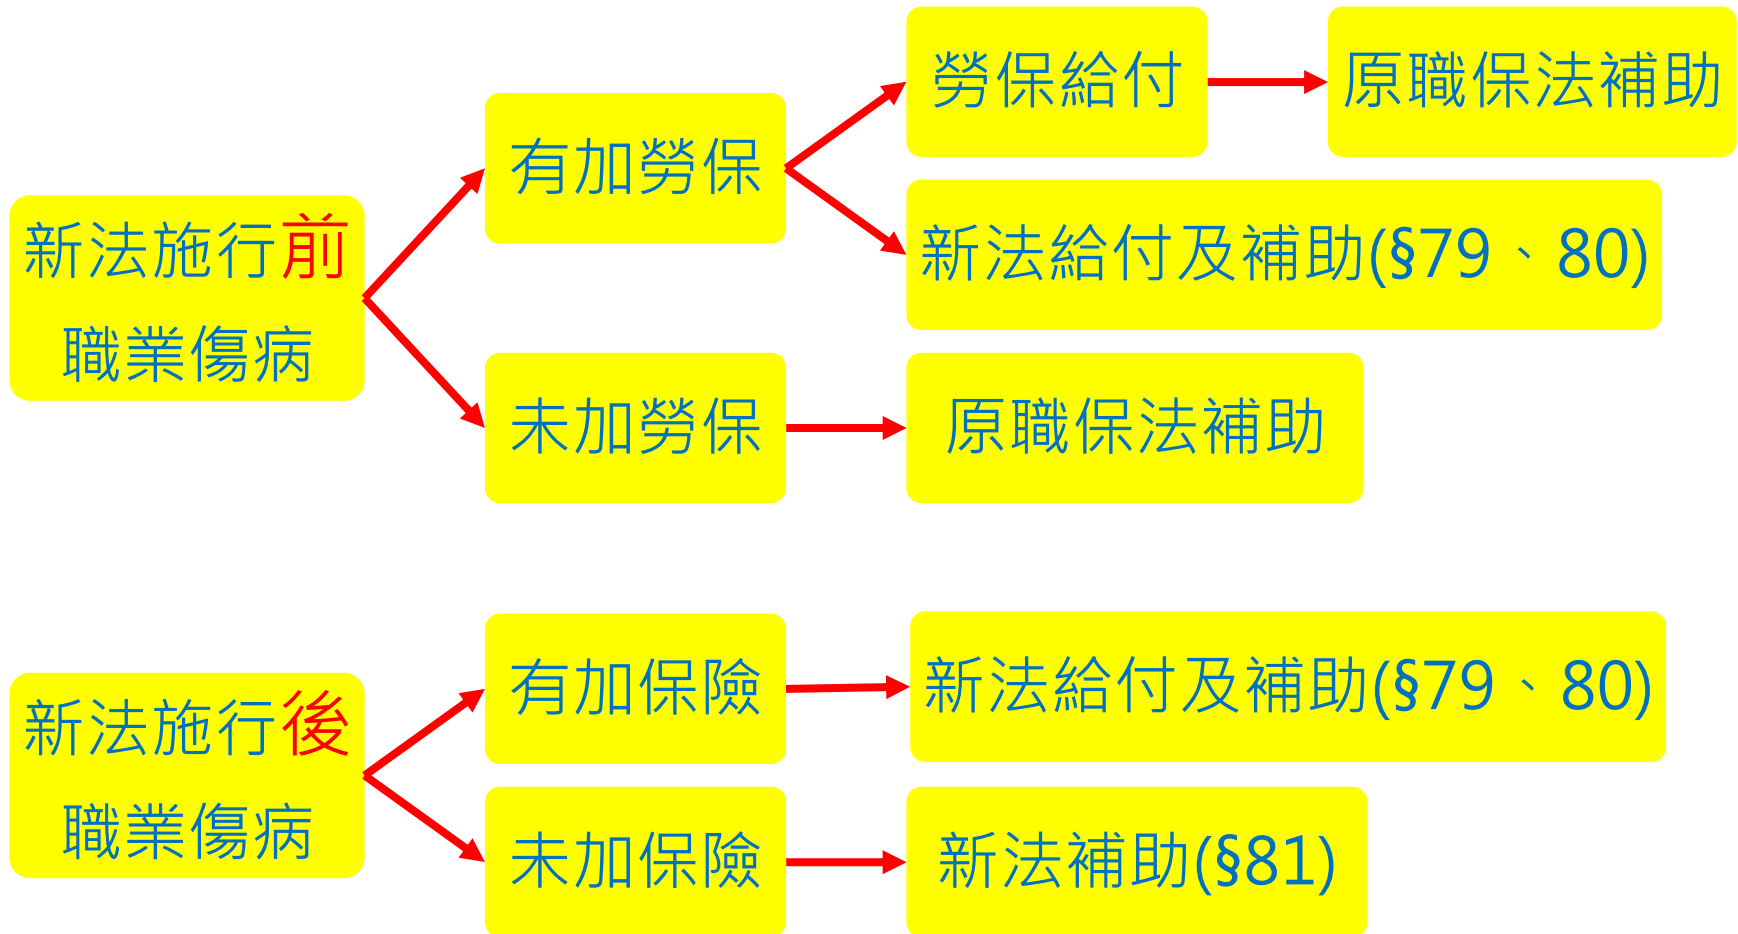 新法施行前
職業傷病
有加勞保
勞保給付
原職保法補助
新法給付及補助(§79、80)
未加勞保
原職保法補助
新法施行後
職業傷病
有加保險
新法給付及補助(§79、80)
未加保險
新法補助(§81)